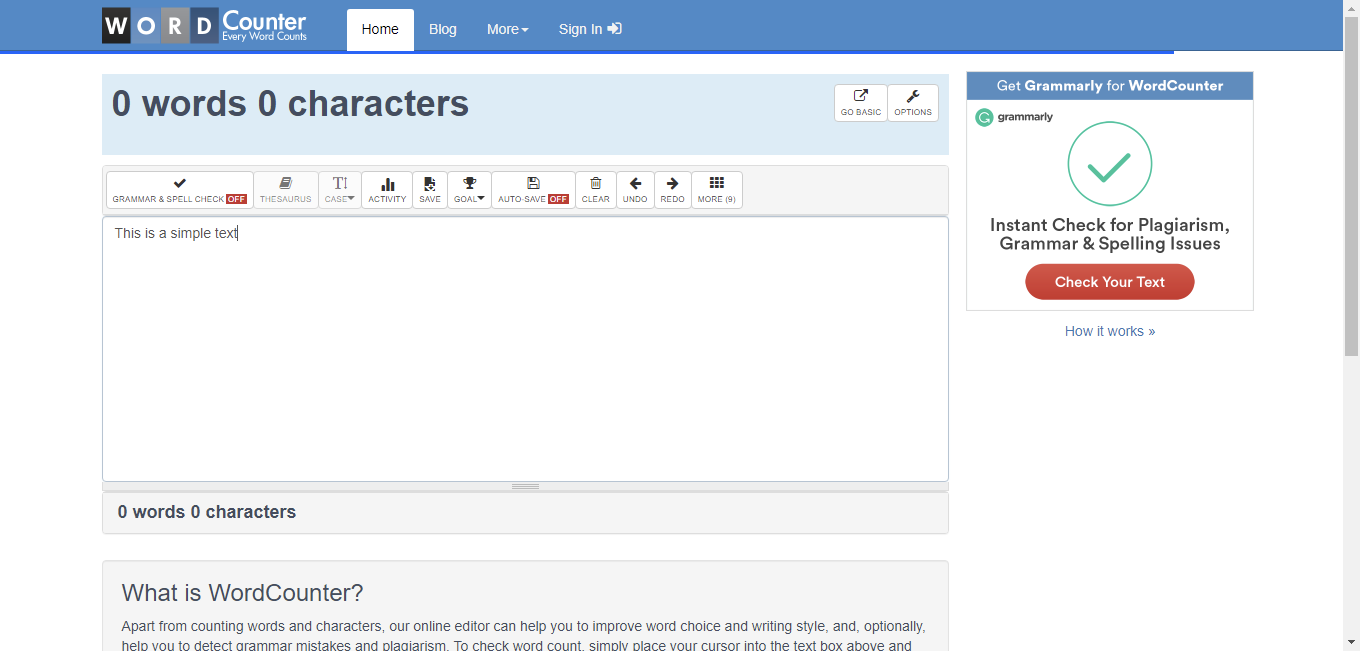 WORD Counter
Every Word Counts
Home Blog More Sign In
0 words 0 characters
GO BASIC OPTIONS
GRAMMAR & SPELL CHECK OFF THESAURUS CASE ACTIVITY SAVE GOAL AUTO-SAVE OFF CLEAR UNDO REDO MORE (9)
This is a simple text
0 words 0 characters
What is WordCounter?
Apart from counting words and characters, our online editor can help you to improve word choice and writing style, and, optionally,
help you to detect grammar mistakes and plagiarism. To check word count, simply place your cursor into the text box above and
Get Grammarly for WordCounter
grammarly
Instant Check for Plagiarism,
Grammar & Spelling Issues
Check Your Text
How it works »